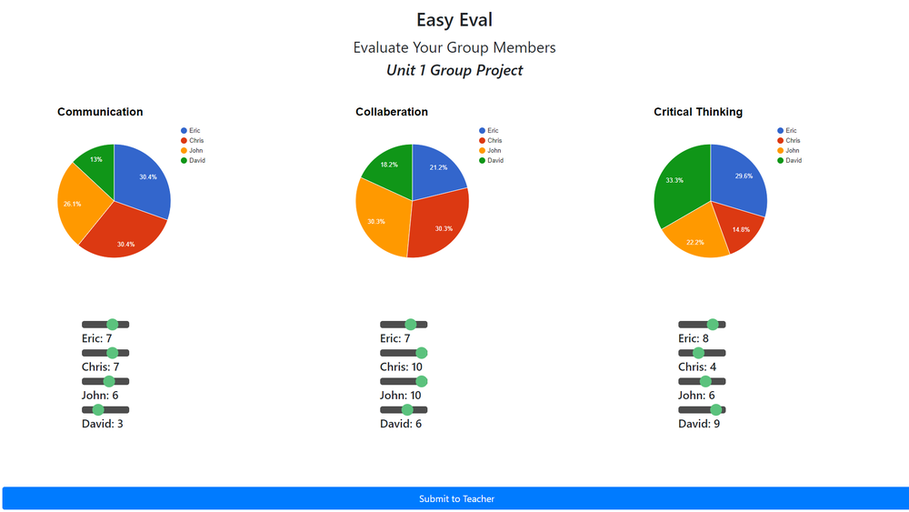 Easy Eval
Evaluate Your Group Members
Unit 1 Group Project
Communication
Eric
Chris
John
David
30.4%
30.4%
26.1%
13%
Eric: 7
Chris: 7
John: 6
David: 3
Collaberation
Eric
Chris
John
David
21.2%
30.3%
30.3%
18.2%
Eric: 7
Chris: 10
John: 10
David: 6
Critical Thinking
Eric
Chris
John
David
29.6%
14.8%
22.2%
33.3%
Eric: 8
Chris: 4
John: 6
David: 9
Submit to Teacher